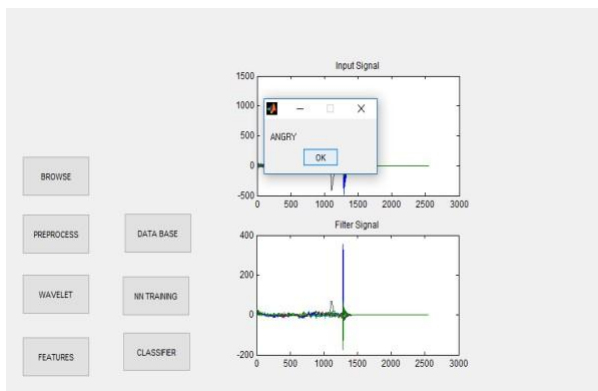 Input Signal
1500
1000
500
0
-500
0 500 1000 1500 2000 2500 3000
ANGRY
OK
BROWSE
PREPROCESS
DATA BASE
WAVELET
NN TRAINING
FEATURES
CLASSIFIER
Filter Signal
400
200
0
-200
0 500 1000 1500 2000 2500 3000